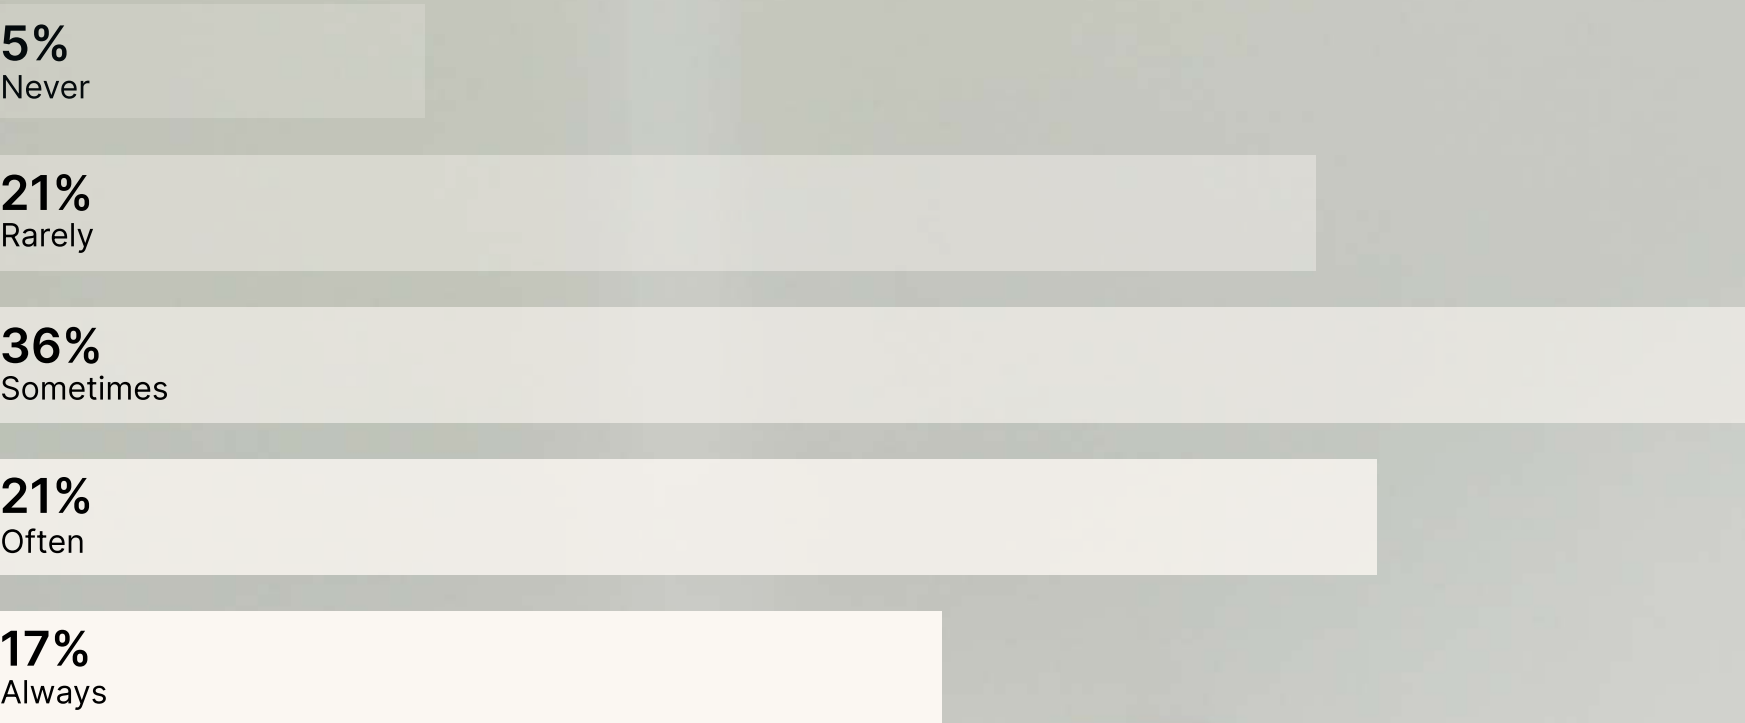 5%
Never
21%
Rarely
36%
Sometimes
21%
Often
17%
Always